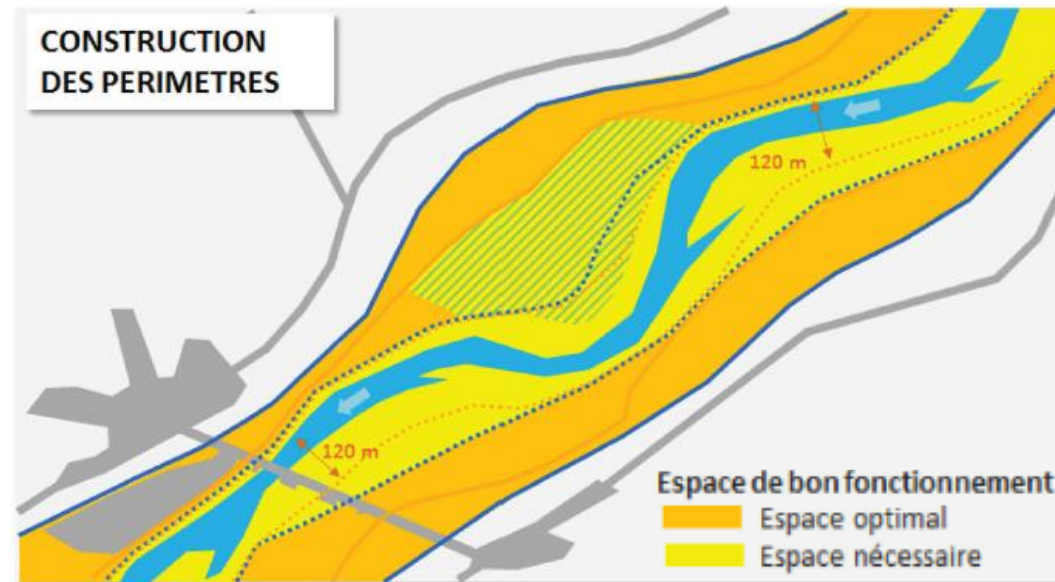 CONSTRUCTION
DES PERIMETRES
120 m
120 m
Espace de bon fonctionnement
Espace optimal
Espace nécessaire